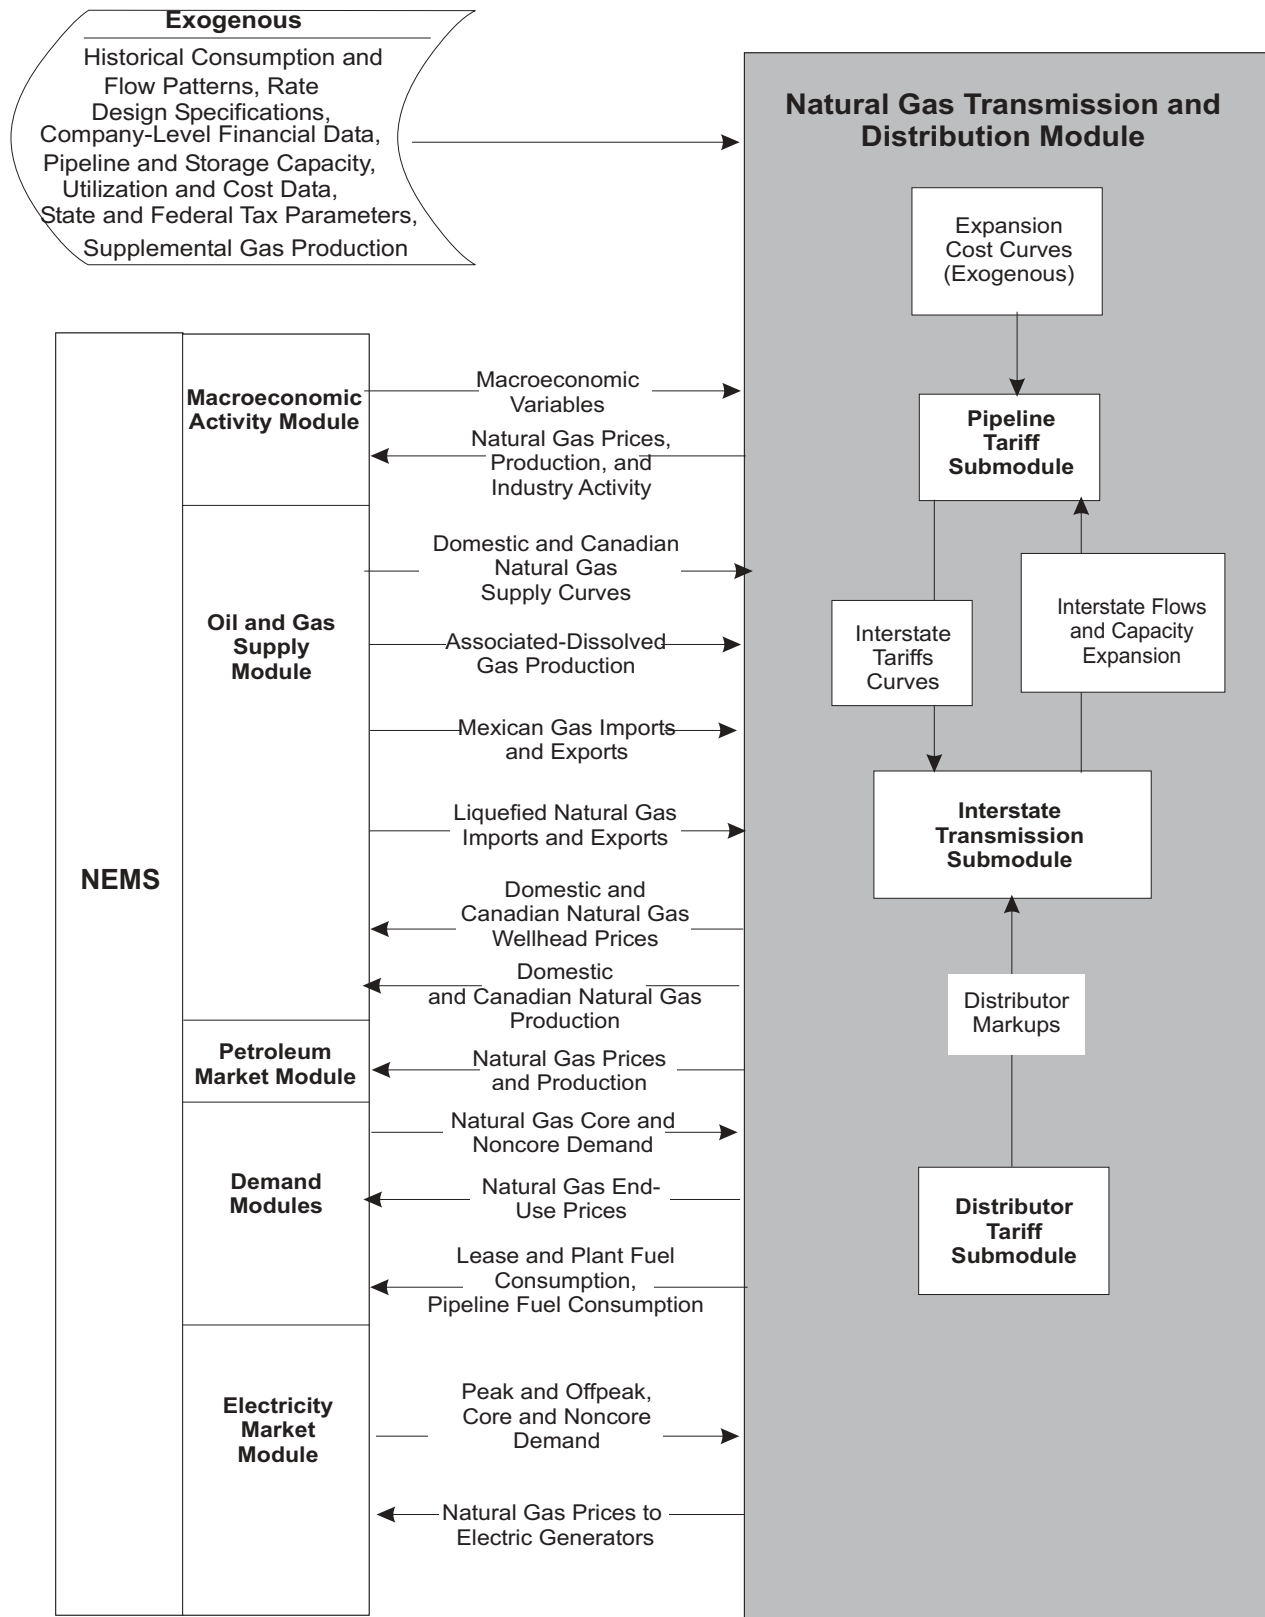 Exogenous
Historical Consumption and
Flow Patterns, Rate
Design Specifications,
Company-Level Financial Data,
Pipeline and Storage Capacity,
Utilization and Cost Data,
State and Federal Tax Parameters,
Supplemental Gas Production
Natural Gas Transmission and
Distribution Module
Expansion
Cost Curves
(Exogenous)
Pipeline
Tariff
Submodule
Interstate
Tariffs
Curves
Interstate Flows
and Capacity
Expansion
Interstate
Transmission
Submodule
Distributor
Markups
Distributor
Tariff
Submodule
NEMS
Macroeconomic
Activity Module
Macroeconomic
Variables
Natural Gas Prices,
Production, and
Industry Activity
Oil and Gas
Supply
Module
Domestic and Canadian
Natural Gas
Supply Curves
Associated-Dissolved
Gas Production
Mexican Gas Imports
and Exports
Liquefied Natural Gas
Imports and Exports
Domestic and
Canadian Natural Gas
Wellhead Prices
Domestic
and Canadian Natural Gas
Production
Petroleum
Market Module
Natural Gas Prices
and Production
Demand
Modules
Natural Gas Core and
Noncore Demand
Natural Gas End-
Use Prices
Lease and Plant Fuel
Consumption,
Pipeline Fuel Consumption
Electricity
Market
Module
Peak and Offpeak,
Core and Noncore
Demand
Natural Gas Prices to
Electric Generators